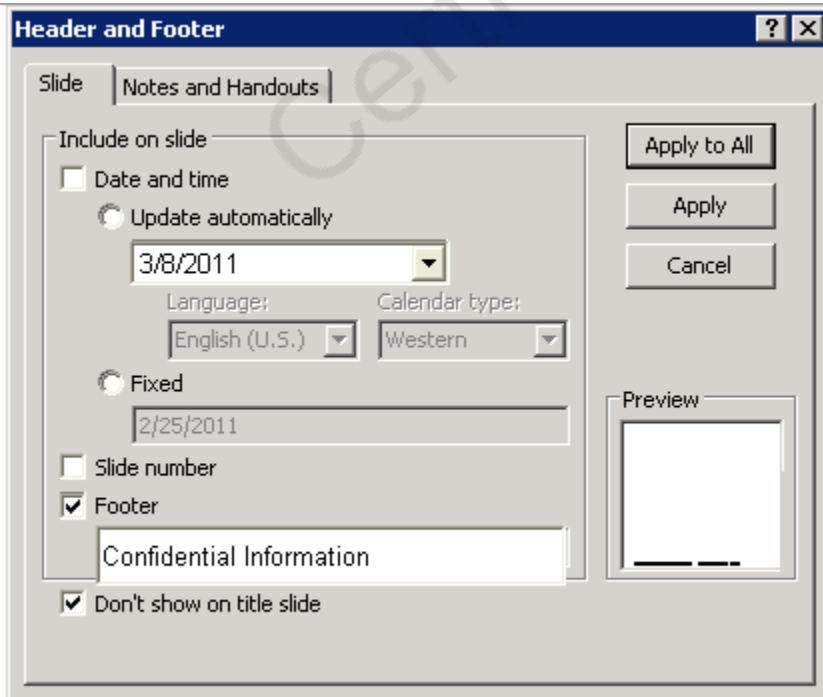 Header and Footer
Slide
Notes and Handouts
Include on slide
Apply to All
Date and time
Apply
Update automatically
3/8/2011
Cancel
Language:
Calendar type:
English (U.S.)
Western
Fixed
Preview
2/25/2011
Slide number
Footer
Confidential Information
Don't show on title slide